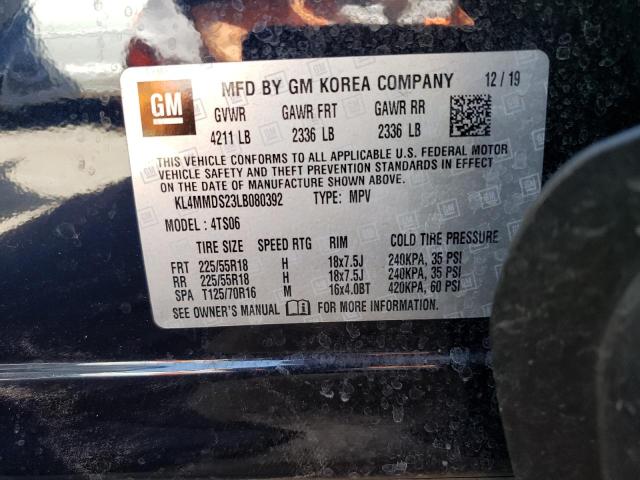 GM
MFD BY GM KOREA COMPANY 12 / 19
GVWR GAWR FRT GAWR RR
4211 LB 2336 LB 2336 LB
THIS VEHICLE CONFORMS TO ALL APPLICABLE U.S. FEDERAL MOTOR
VEHICLE SAFETY AND THEFT PREVENTION STANDARDS IN EFFECT
ON THE DATE OF MANUFACTURE SHOWN ABOVE.
KL4MMDS23LB080392 TYPE: MPV
MODEL : 4TS06
TIRE SIZE SPEED RTG RIM COLD TIRE PRESSURE
FRT 225/55R18 H 18x7.5J 240KPA, 35 PSI
RR 225/55R18 H 18x7.5J 240KPA, 35 PSI
SPA T125/70R16 M 16x4.0BT 420KPA, 60 PSI
SEE OWNER'S MANUAL FOR MORE INFORMATION.